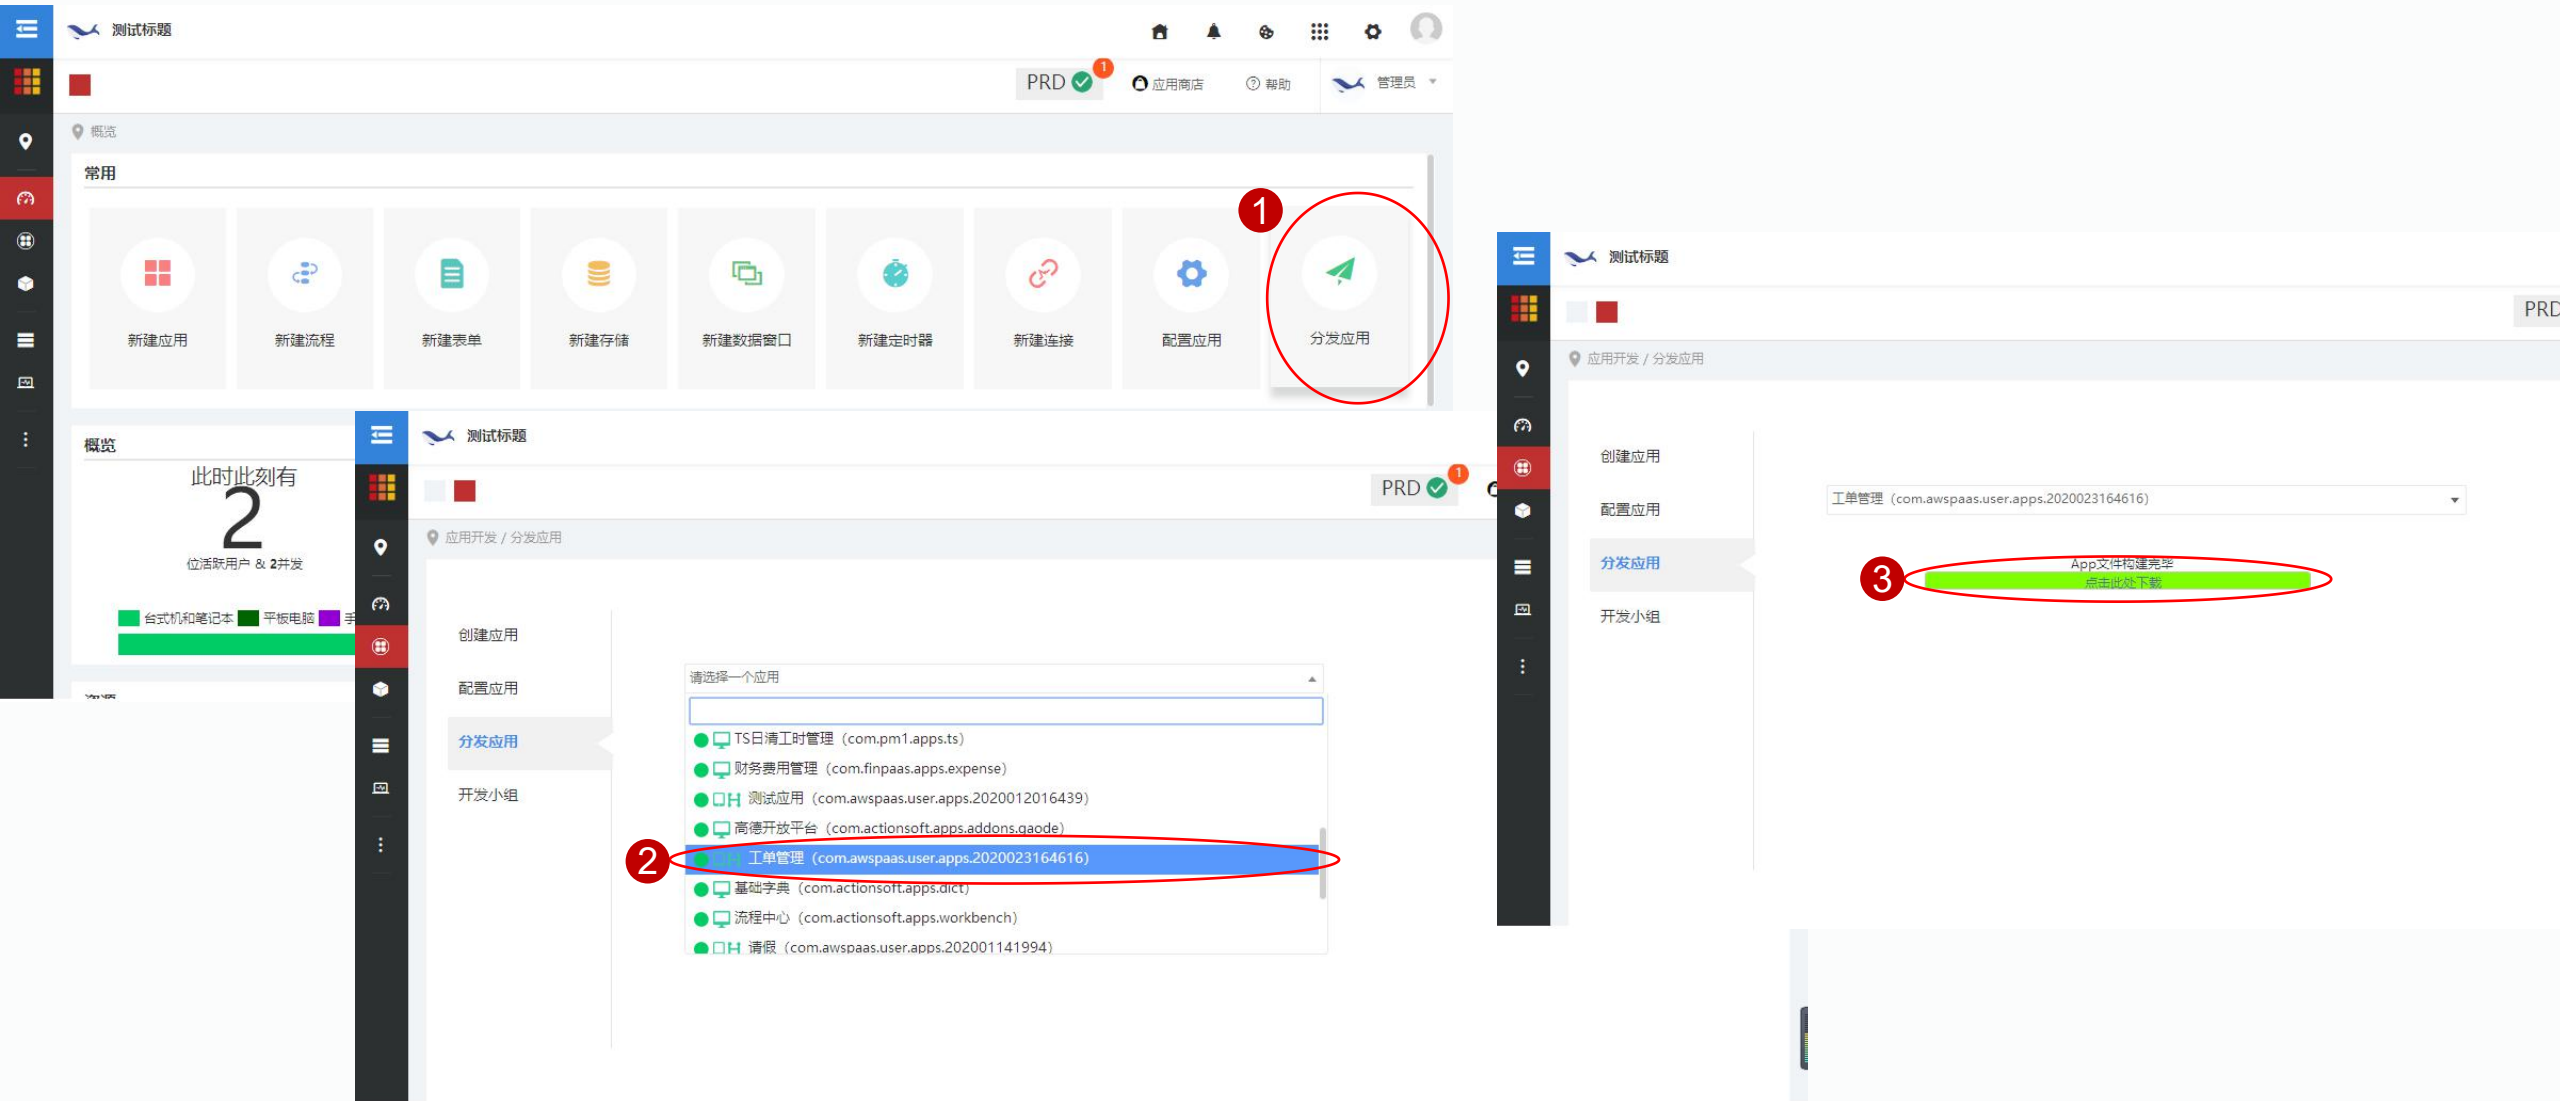 测试标题
PRD
1
应用商店
帮助
管理员
概览
常用
1
新建应用
新建流程
新建表单
新建存储
新建数据窗口
新建定时器
新建连接
配置应用
分发应用
概览
此时此刻有
2
位活跃用户 & 2并发
台式机和笔记本
平板电脑
测试标题
PRD
1
应用开发 / 分发应用
创建应用
配置应用
分发应用
开发小组
请选择一个应用
TS日清工时管理（com.pm1.apps.ts）
财务费用管理（com.finpaas.apps.expense）
测试应用（com.awspaas.user.apps.2020012016439）
高德开放平台（com.actionsoft.apps.addons.gaode）
2
工单管理（com.awspaas.user.apps.2020023164616）
基础字典（com.actionsoft.apps.dict）
流程中心（com.actionsoft.apps.workbench）
请假（com.awspaas.user.apps.202001141994）
测试标题
PRD
应用开发 / 分发应用
创建应用
配置应用
分发应用
开发小组
工单管理（com.awspaas.user.apps.2020023164616）
3
App文件构建完毕
点击此处下载